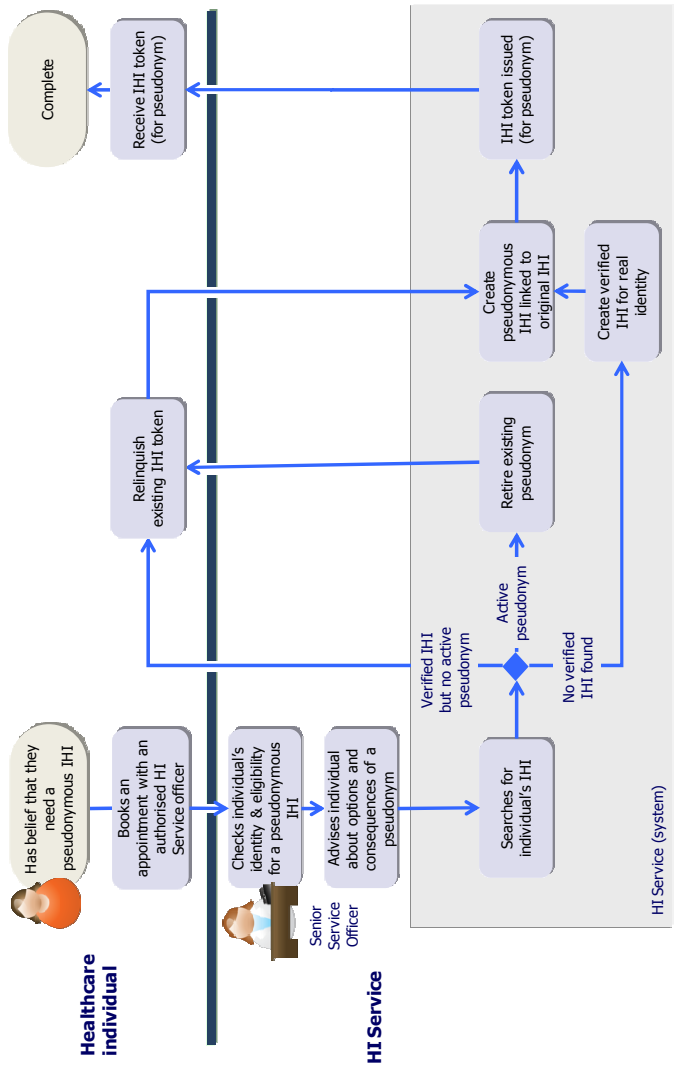 Healthcare
individual
Has belief that they
need a
pseudonymous IHI
Books an
appointment with an
authorised HI
Service officer
Relinquish
existing IHI token
Receive IHI token
(for pseudonym)
Complete
HI Service
Senior
Service
Officer
Checks individual's
identity & eligibility
for a pseudonymous
IHI
Advises individual
about options and
consequences of a
pseudonym
Searches for
individual's IHI
Verified IHI
but no active
pseudonym
Active
pseudonym
No verified
IHI found
Retire existing
pseudonym
Create
pseudonymous
IHI linked to
original IHI
Create verified
IHI for real
identity
IHI token issued
(for pseudonym)
HI Service (system)